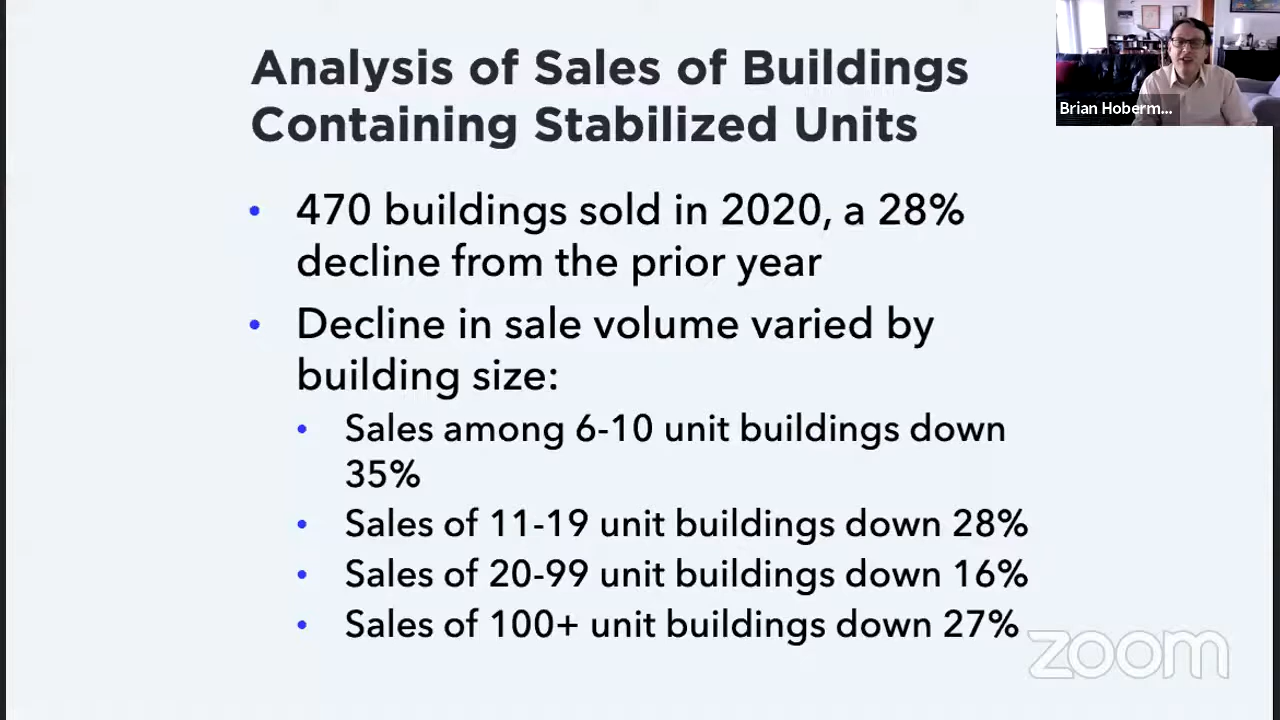 Analysis of Sales of Buildings
Containing Stabilized Units
• 470 buildings sold in 2020, a 28%
decline from the prior year
• Decline in sale volume varied by
building size:
• Sales among 6-10 unit buildings down
35%
• Sales of 11-19 unit buildings down 28%
• Sales of 20-99 unit buildings down 16%
• Sales of 100+ unit buildings down 27%
Brian Hoberm...
zoom